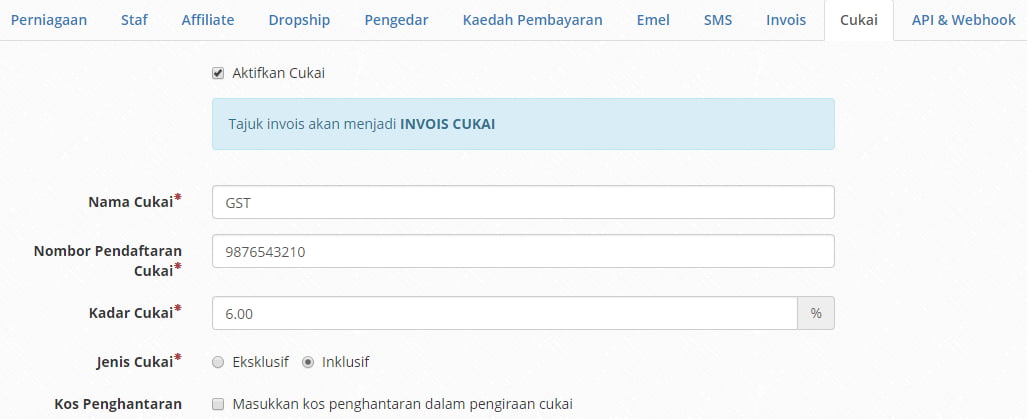 Perniagaan Staf Affiliate Dropship Pengedar Kaedah Pembayaran Emel SMS Invois Cukai API & Webhook
Aktifkan Cukai
Tajuk invois akan menjadi INVOIS CUKAI
Nama Cukai* GST
Nombor Pendaftaran
Cukai* 9876543210
Kadar Cukai* 6.00 %
Jenis Cukai* Eksklusif Inklusif
Kos Penghantaran Masukkan kos penghantaran dalam pengiraan cukai